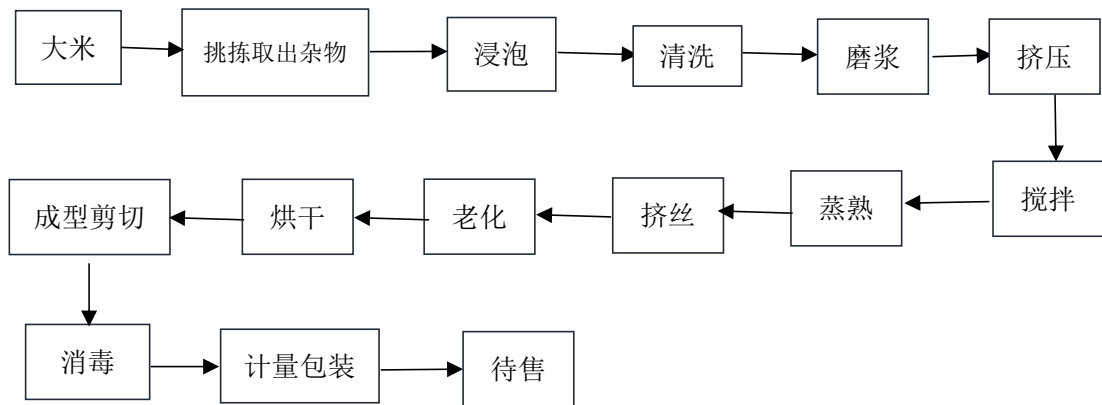 大米
挑拣取出杂物
浸泡
清洗
磨浆
挤压
搅拌
蒸熟
挤丝
老化
烘干
成型剪切
消毒
计量包装
待售